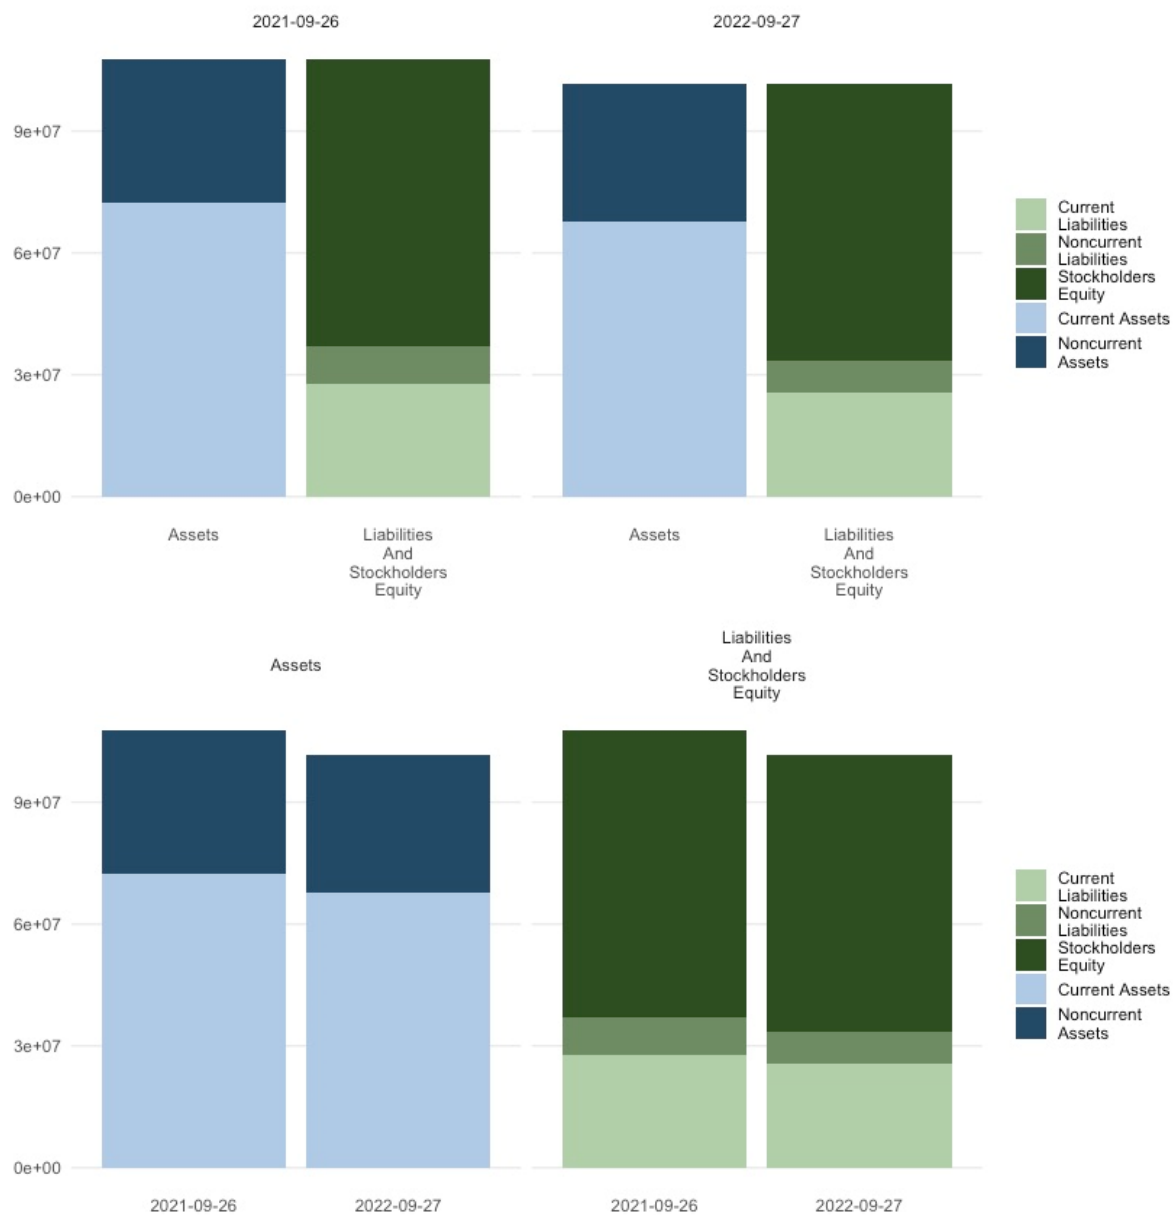 2021-09-26
2022-09-27
9e+07
6e+07
3e+07
0e+00
Assets
Liabilities
And
Stockholders
Equity
Assets
Liabilities
And
Stockholders
Equity
Current
Liabilities
Noncurrent
Liabilities
Stockholders
Equity
Current Assets
Noncurrent
Assets
Assets
Liabilities
And
Stockholders
Equity
9e+07
6e+07
3e+07
0e+00
2021-09-26
2022-09-27
2021-09-26
2022-09-27
Current
Liabilities
Noncurrent
Liabilities
Stockholders
Equity
Current Assets
Noncurrent
Assets